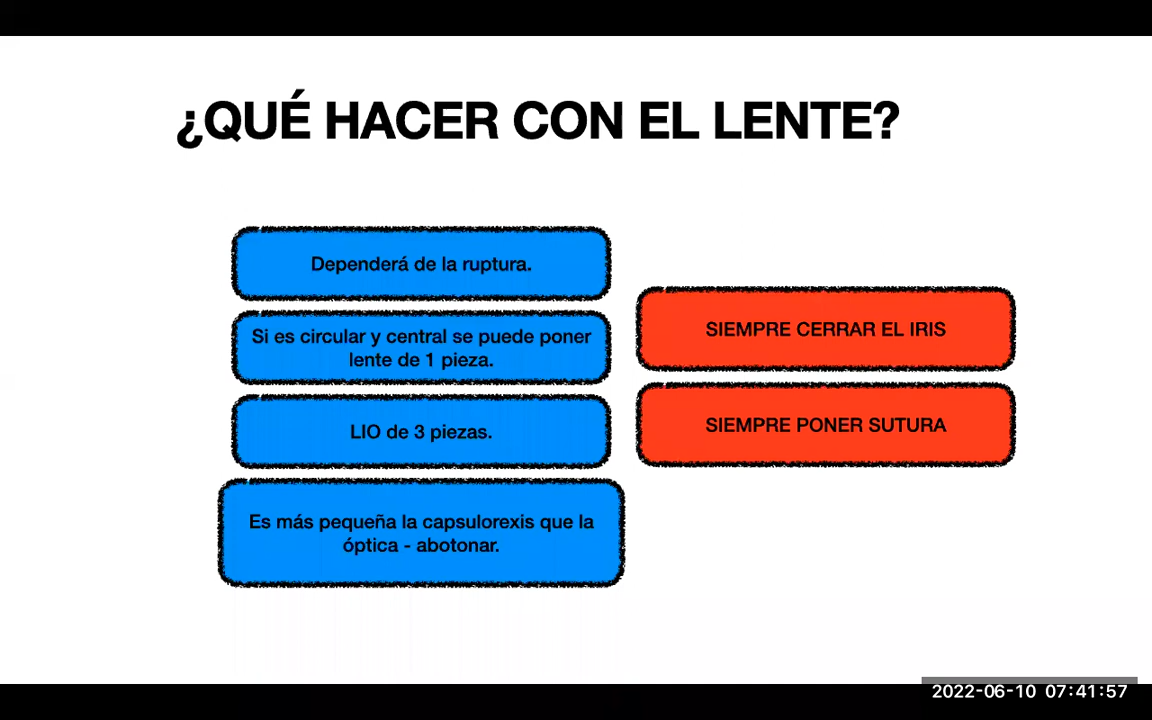 ¿QUÉ HACER CON EL LENTE?
Dependerá de la ruptura.
Si es circular y central se puede poner
lente de 1 pieza.
LIO de 3 piezas.
Es más pequeña la capsulorexis que la
óptica - abotonar.
SIEMPRE CERRAR EL IRIS
SIEMPRE PONER SUTURA
2022-06-10 07:41:57